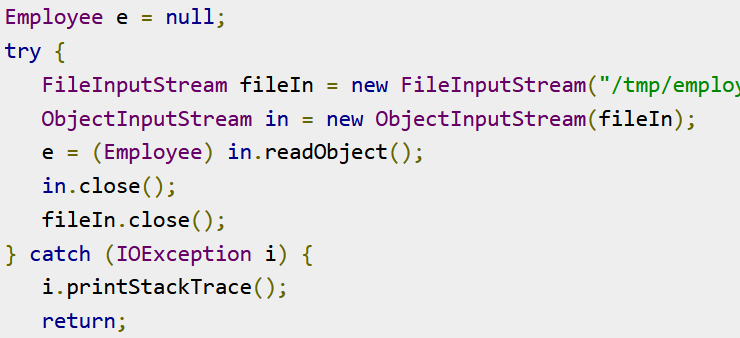 Employee e = null;
try {
FileInputStream fileIn = new FileInputStream("/tmp/employ
ObjectInputStream in = new ObjectInputStream(fileIn);
e = (Employee) in.readObject();
in.close();
fileIn.close();
} catch (IOException i) {
i.printStackTrace();
return;